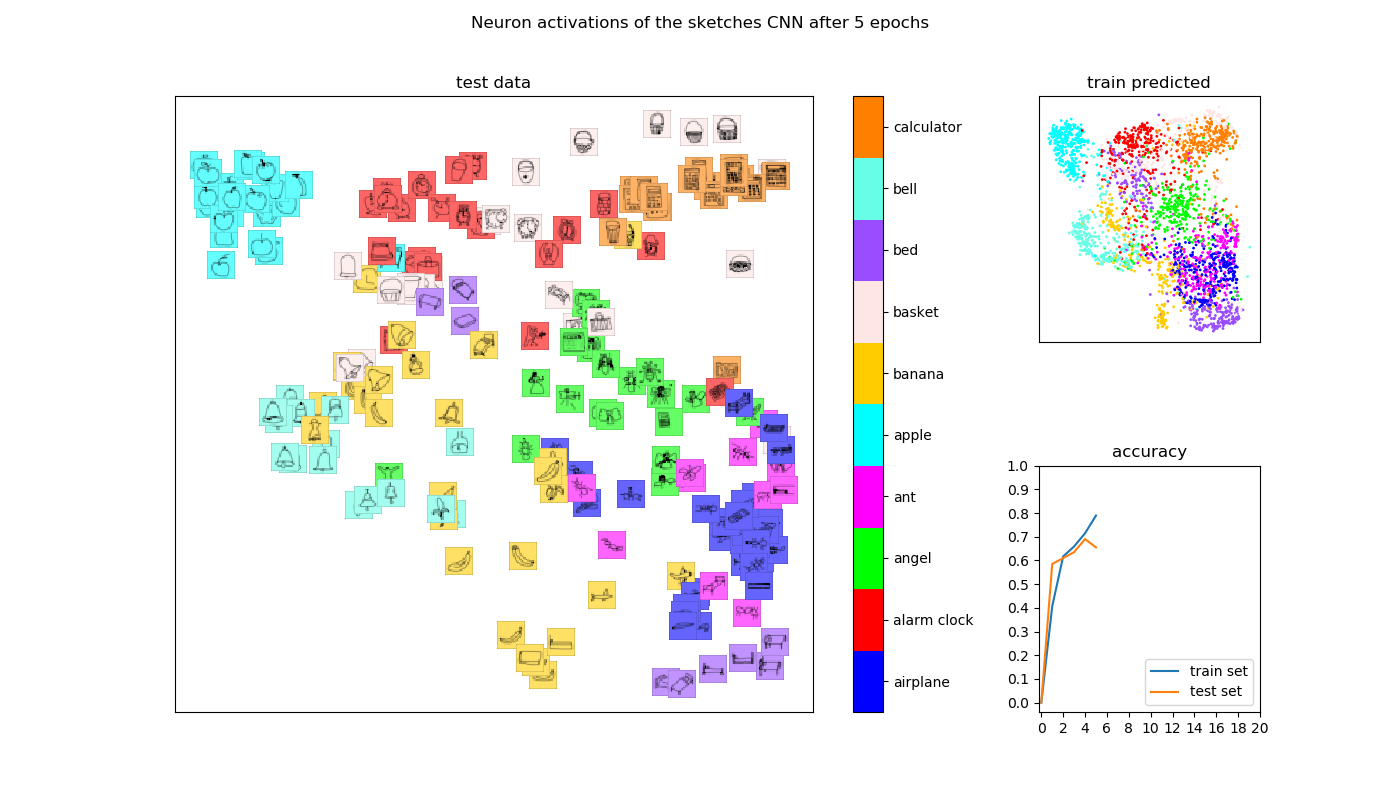 Neuron activations of the sketches CNN after 5 epochs
test data
calculator
bell
bed
basket
banana
apple
ant
angel
alarm clock
airplane
train predicted
accuracy
1.0
0.9
0.8
0.7
0.6
0.5
0.4
0.3
0.2
0.1
0.0
train set
test set
0 2 4 6 8 10 12 14 16 18 20